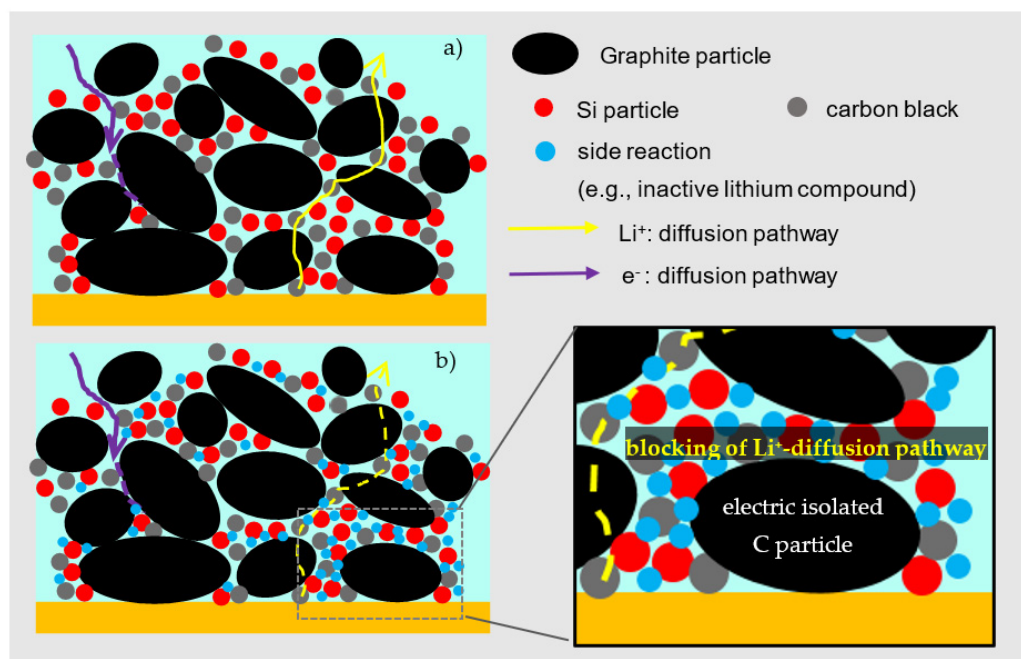 a)
Graphite particle
Si particle
carbon black
side reaction
(e.g., inactive lithium compound)
Li⁺: diffusion pathway
e⁻: diffusion pathway
b)
blocking of Li⁺-diffusion pathway
electric isolated
C particle